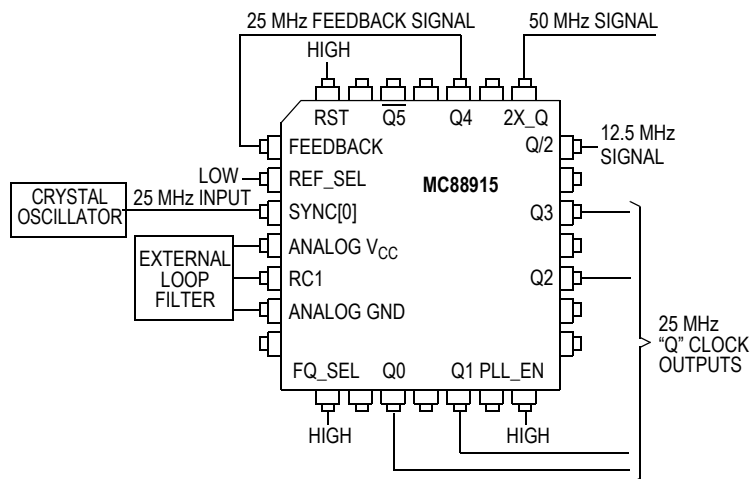 25 MHz FEEDBACK SIGNAL
50 MHz SIGNAL
HIGH
RST
Q5
Q4
2X_Q
FEEDBACK
Q/2
12.5 MHz
SIGNAL
LOW
REF_SEL
MC88915
CRYSTAL
OSCILLATOR
25 MHz INPUT
SYNC[0]
Q3
EXTERNAL
LOOP
FILTER
ANALOG VCC
RC1
Q2
ANALOG GND
25 MHz
“Q” CLOCK
OUTPUTS
FQ_SEL
Q0
Q1
PLL_EN
HIGH
HIGH